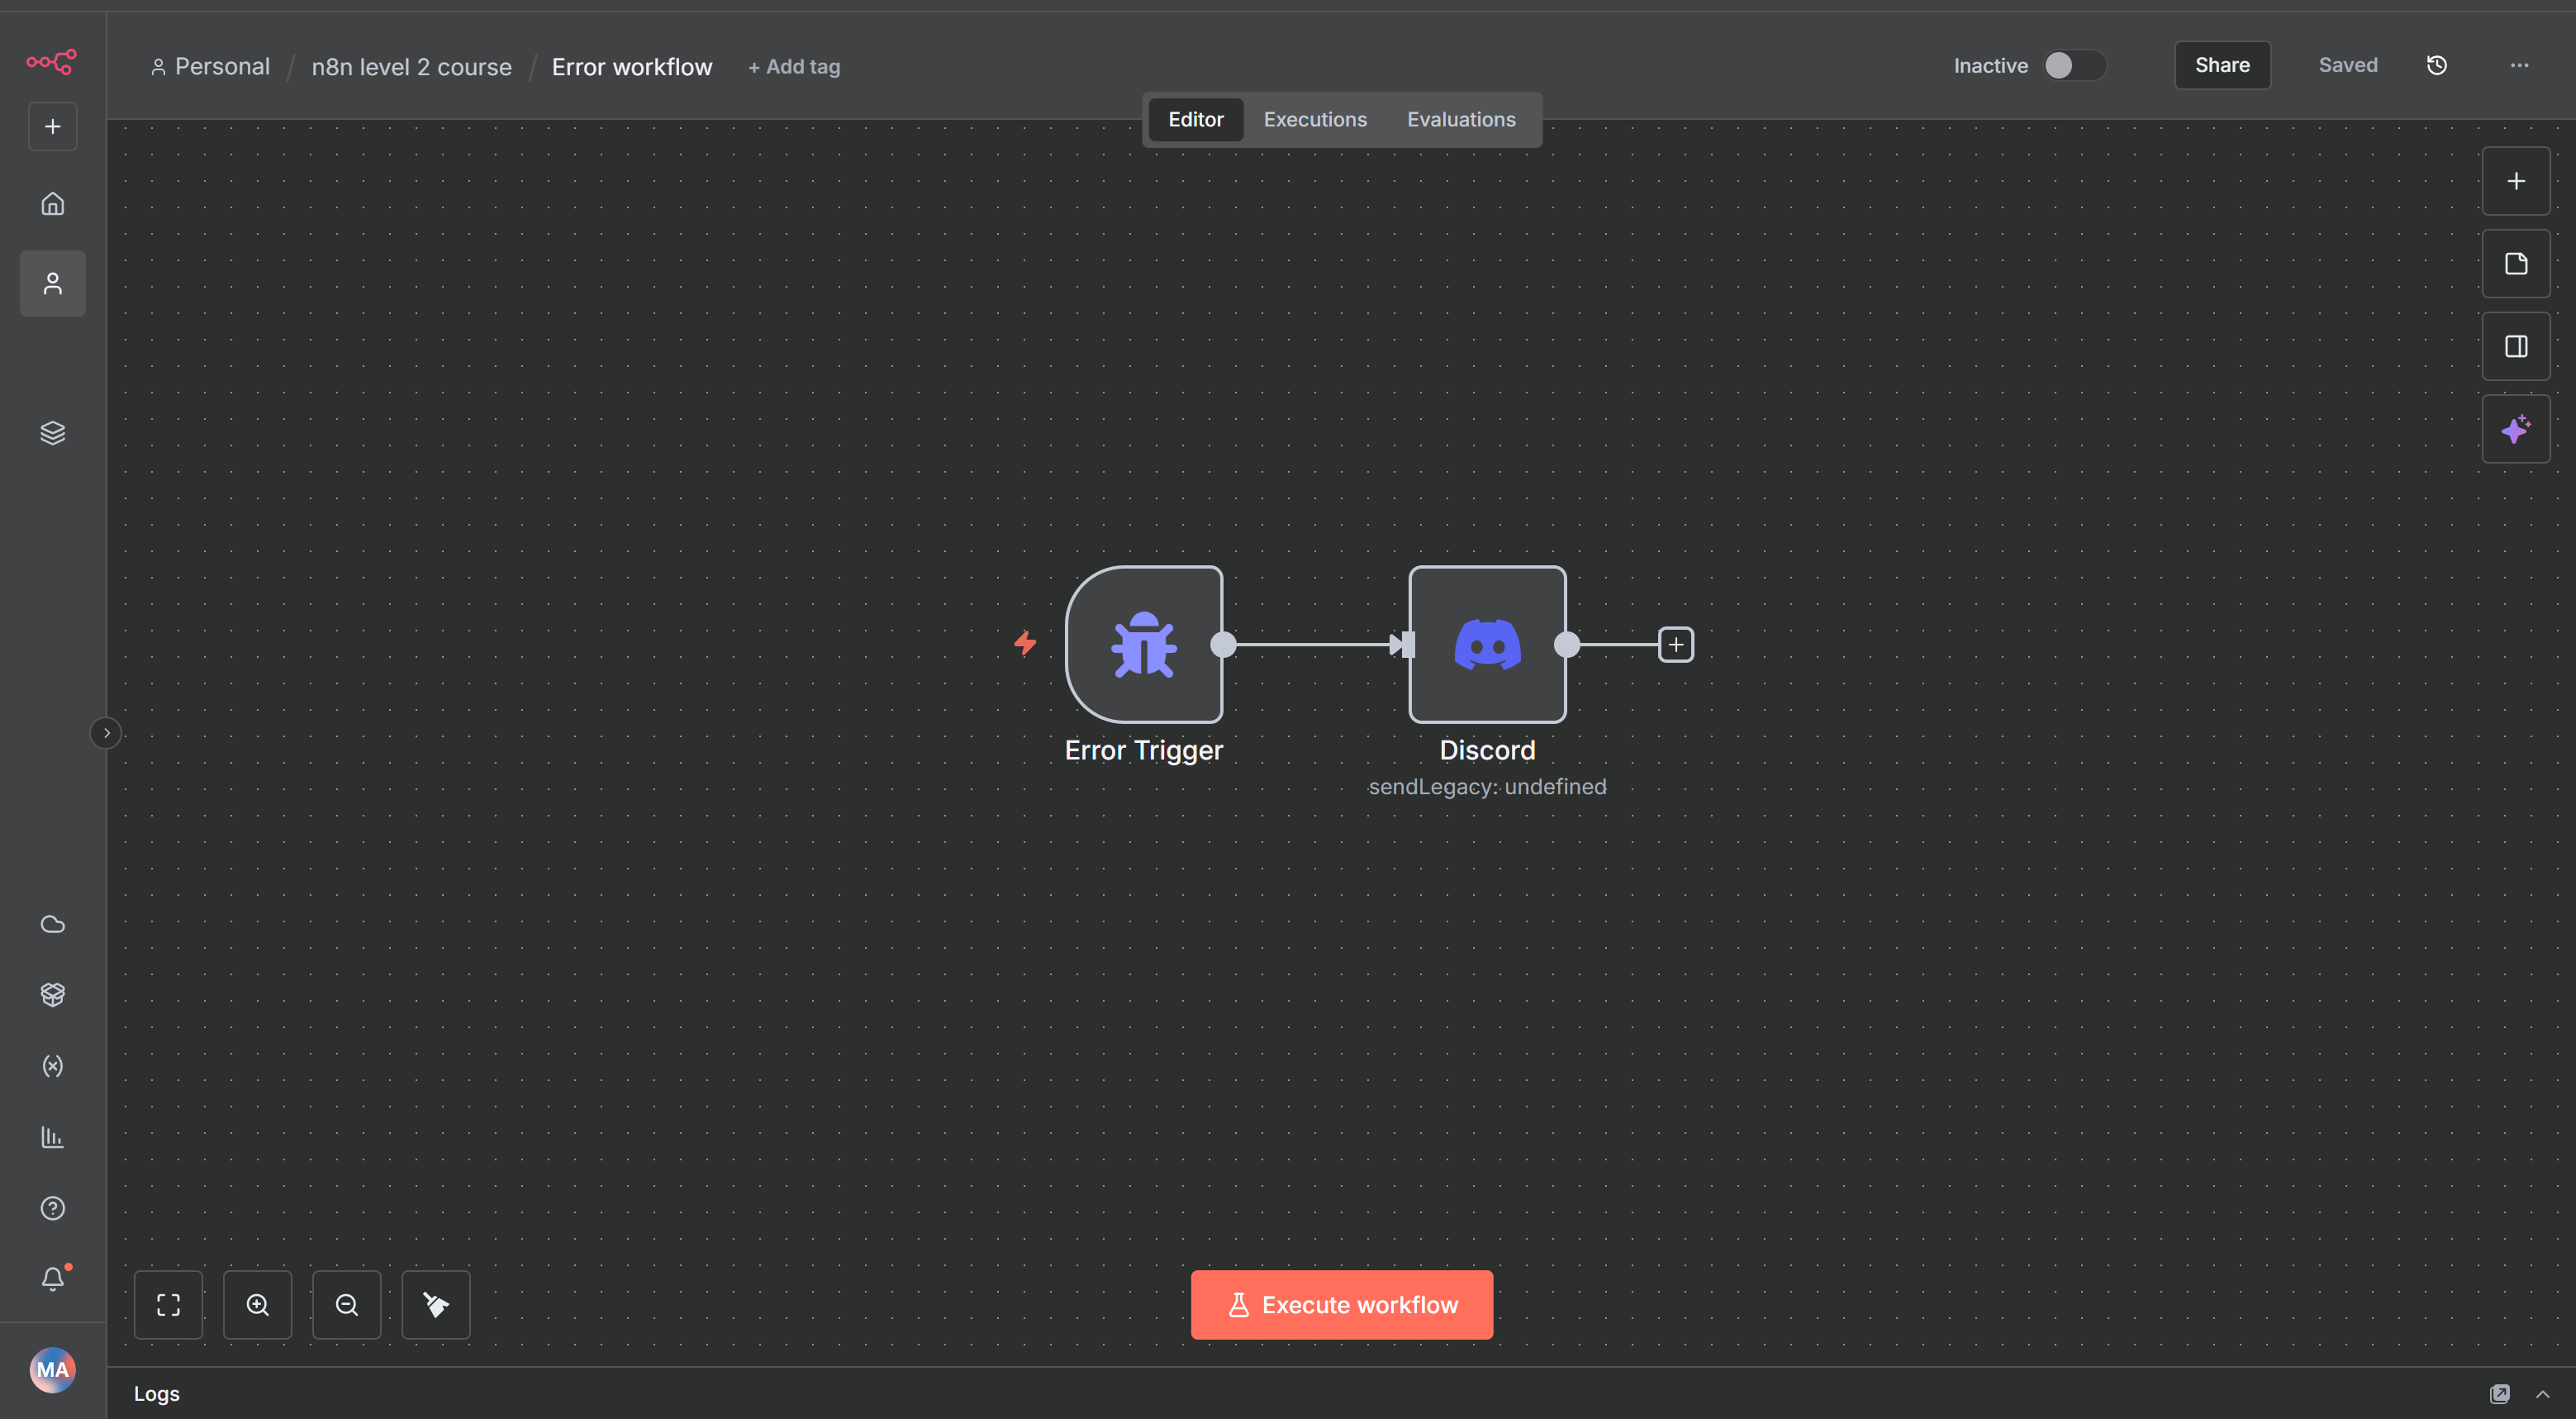 Personal / n8n level 2 course / Error workflow + Add tag
Inactive
Share
Saved
Editor
Executions
Evaluations
Error Trigger
Discord
sendLegacy: undefined
Execute workflow
MA
Logs